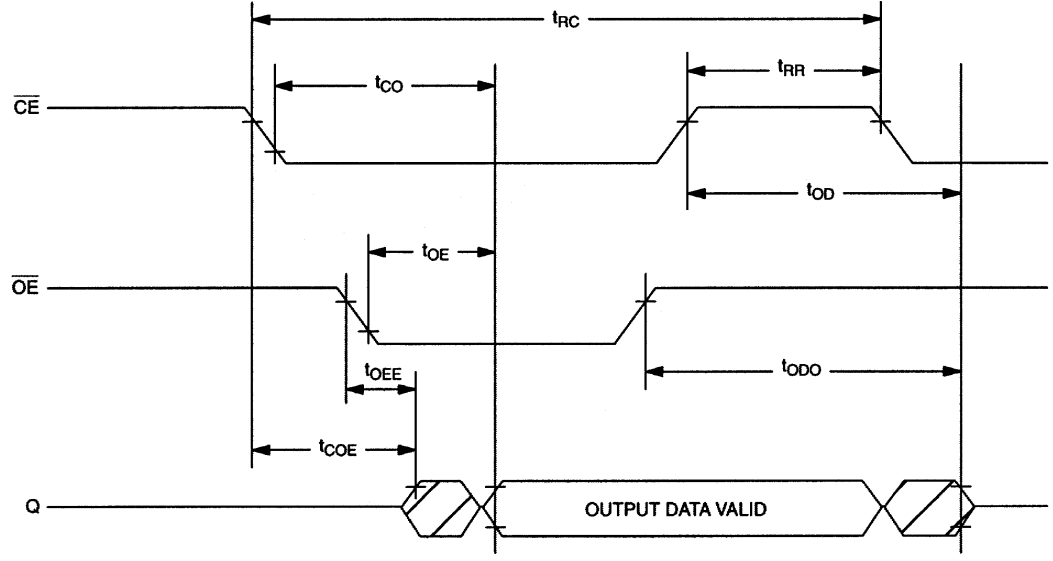 tRC
tRR
tCO
CE
tOD
tOE
OE
tOEE
tODO
tCOE
Q
OUTPUT DATA VALID